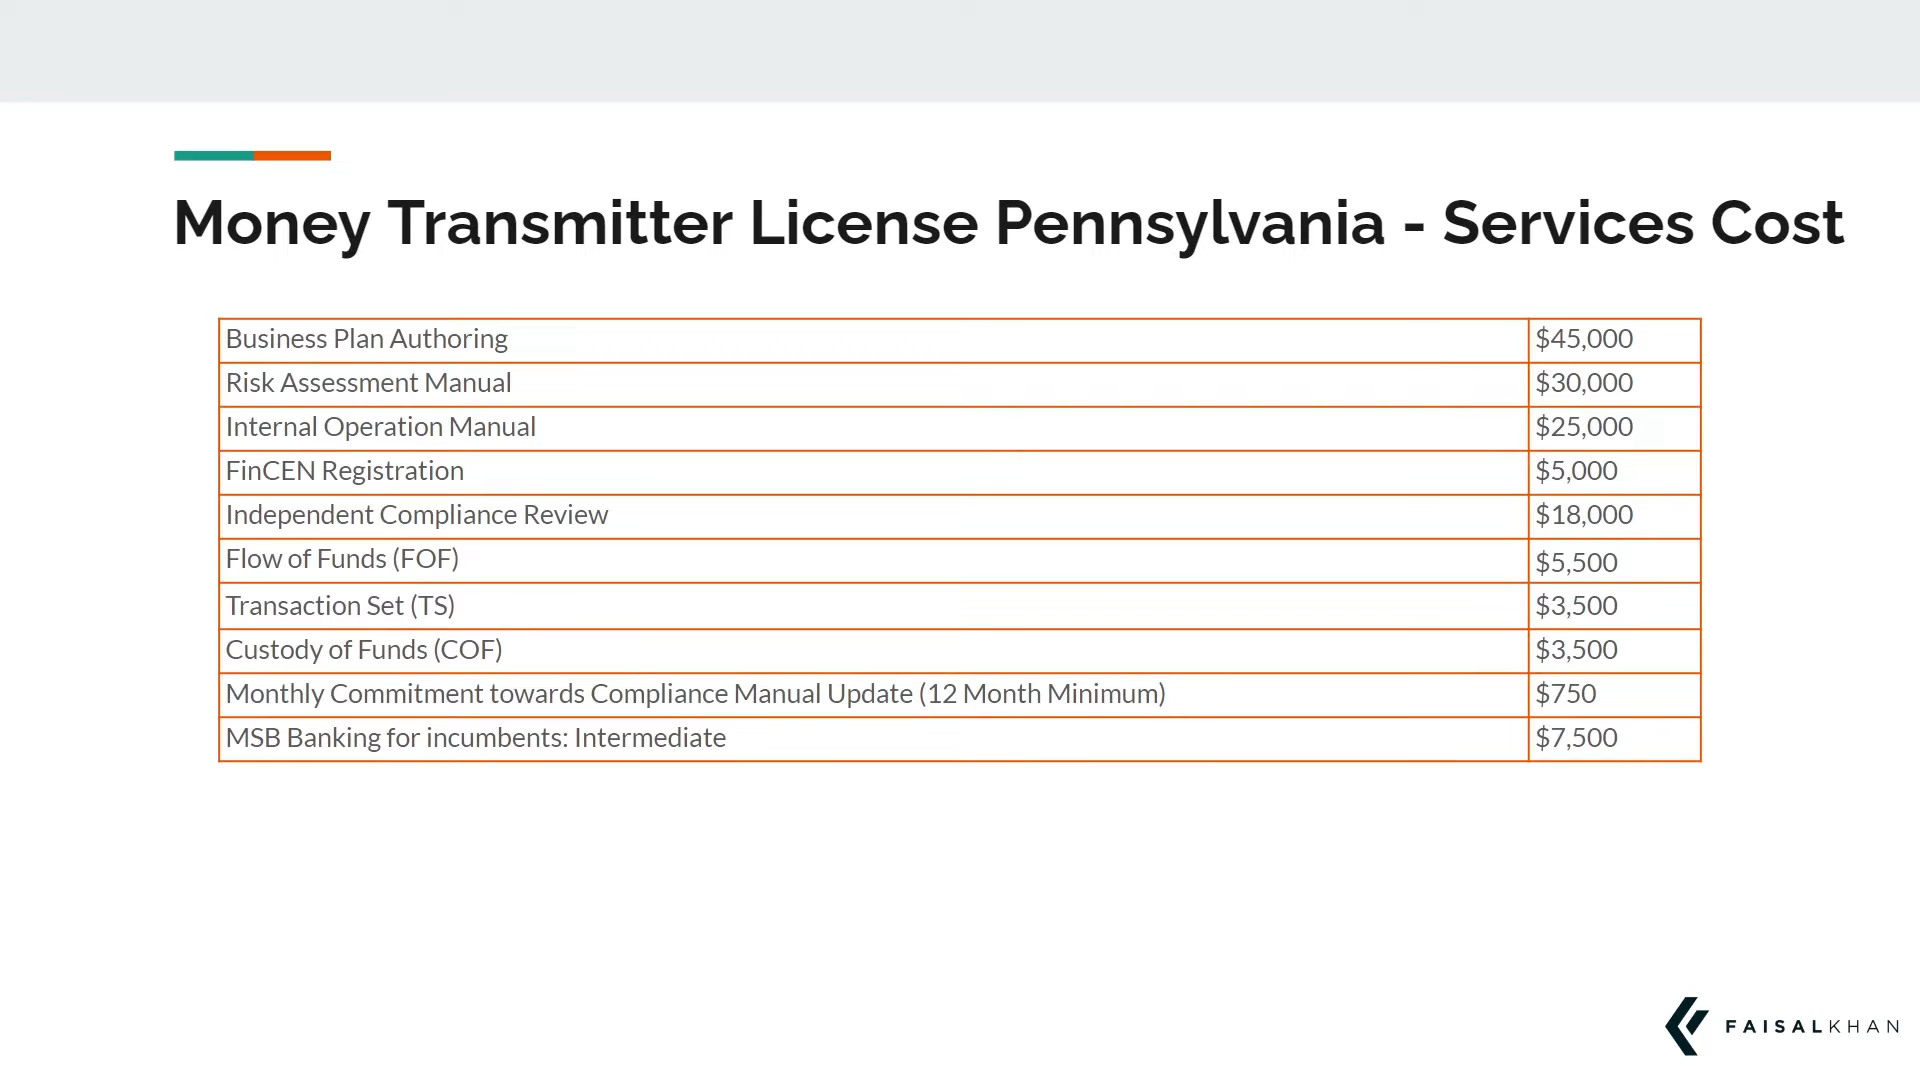 Money Transmitter License Pennsylvania - Services Cost
Business Plan Authoring $45,000
Risk Assessment Manual $30,000
Internal Operation Manual $25,000
FinCEN Registration $5,000
Independent Compliance Review $18,000
Flow of Funds (FOF) $5,500
Transaction Set (TS) $3,500
Custody of Funds (COF) $3,500
Monthly Commitment towards Compliance Manual Update (12 Month Minimum) $750
MSB Banking for incumbents: Intermediate $7,500
FAISALKHAN